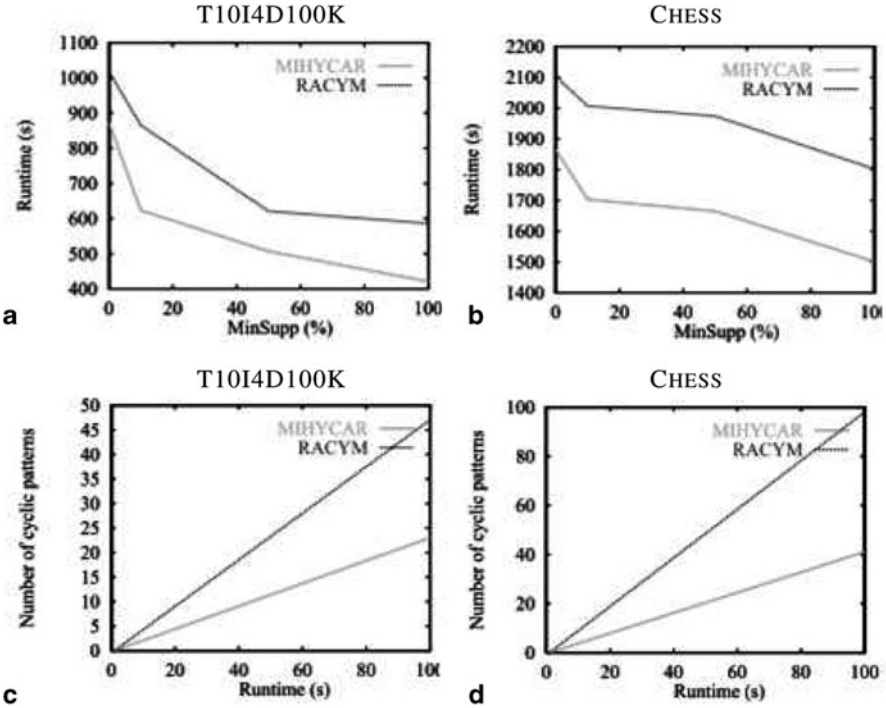 T10I4D100K
CHESS
1100
1000
900
800
700
600
500
400
Runtime (s)
MIHYCAR
RACYM
0 20 40 60 80 100
MinSupp (%)
a
2200
2100
2000
1900
1800
1700
1600
1500
1400
Runtime (s)
MIHYCAR
RACYM
0 20 40 60 80 100
MinSupp (%)
b
T10I4D100K
CHESS
50
45
40
35
30
25
20
15
10
5
0
Number of cyclic patterns
MIHYCAR
RACYM
0 20 40 60 80 100
Runtime (s)
c
100
80
60
40
20
0
Number of cyclic patterns
MIHYCAR
RACYM
0 20 40 60 80 100
Runtime (s)
d